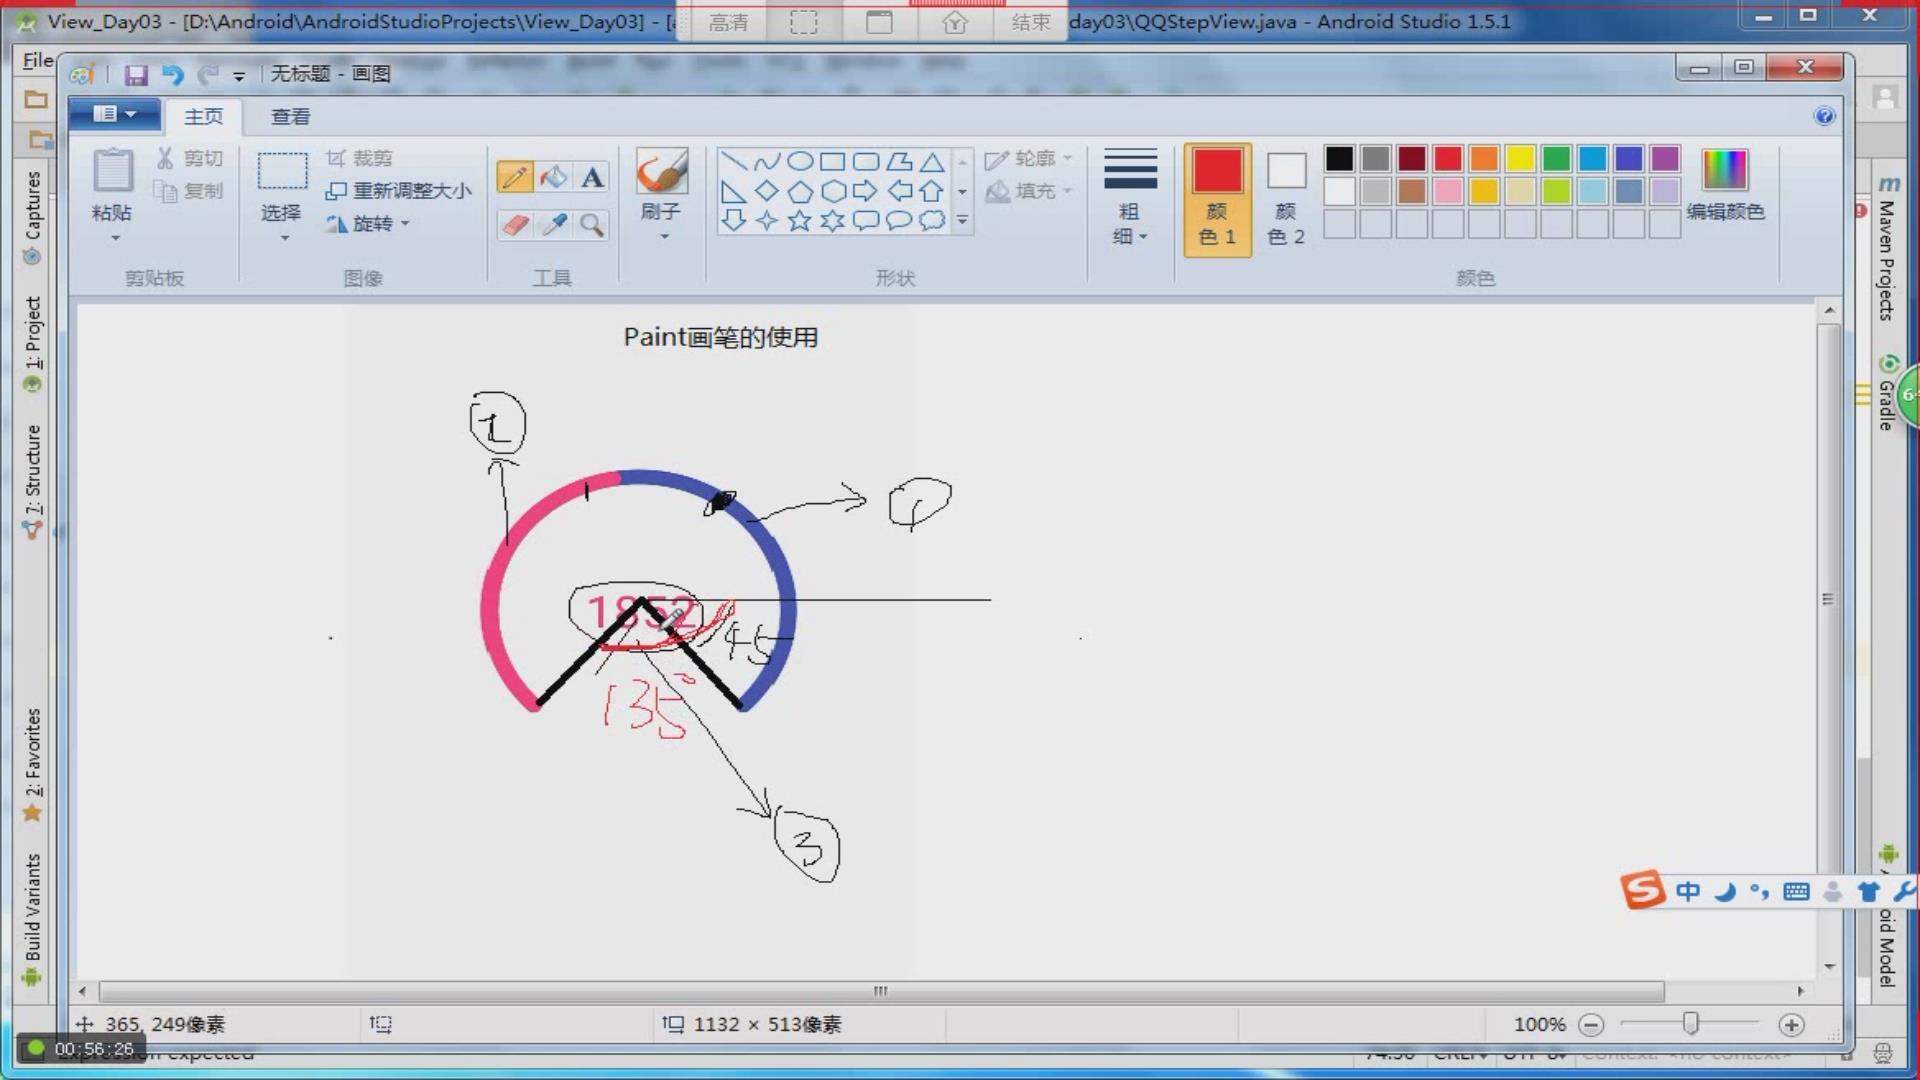 View_Day03 - [D:\Android\AndroidStudioProjects\View_Day03] - [
高清
结束
day03\QQStepView.java - Android Studio 1.5.1
File
无标题 - 画图
主页
查看
粘贴
剪切
复制
剪贴板
选择
裁剪
重新调整大小
旋转
图像
A
工具
刷子
轮廓
填充
形状
粗细
颜色 1
颜色 2
编辑颜色
颜色
Captures
1: Project
7: Structure
2: Favorites
Build Variants
m
Maven Projects
Gradle
oid Model
Paint画笔的使用
1
1
1852
45
135°
3
中
365, 249像素
1132 × 513像素
100%
00:56:26
Expression expected